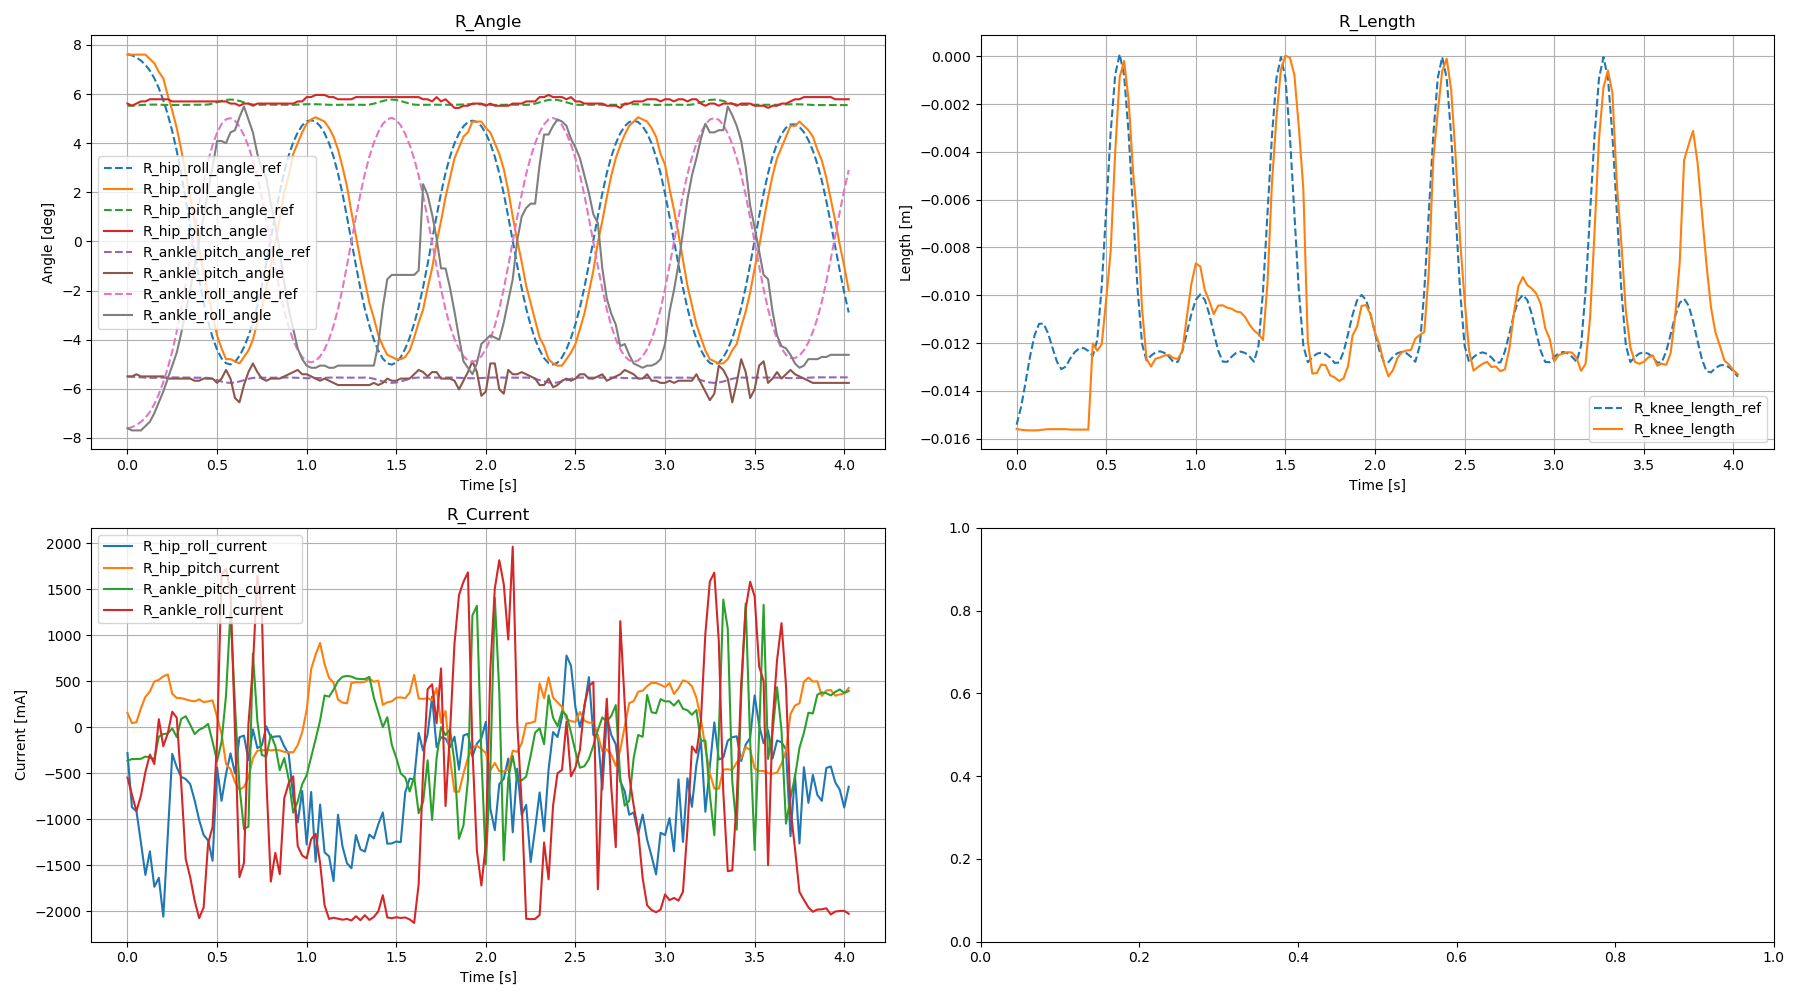 R_Angle
8
6
4
2
0
−2
−4
−6
−8
Angle [deg]
R_hip_roll_angle_ref
R_hip_roll_angle
R_hip_pitch_angle_ref
R_hip_pitch_angle
R_ankle_pitch_angle_ref
R_ankle_pitch_angle
R_ankle_roll_angle_ref
R_ankle_roll_angle
0.0 0.5 1.0 1.5 2.0 2.5 3.0 3.5 4.0
Time [s]
R_Length
0.000
−0.002
−0.004
−0.006
−0.008
−0.010
−0.012
−0.014
−0.016
Length [m]
R_knee_length_ref
R_knee_length
0.0 0.5 1.0 1.5 2.0 2.5 3.0 3.5 4.0
Time [s]
R_Current
2000
1500
1000
500
0
−500
−1000
−1500
−2000
Current [mA]
R_hip_roll_current
R_hip_pitch_current
R_ankle_pitch_current
R_ankle_roll_current
0.0 0.5 1.0 1.5 2.0 2.5 3.0 3.5 4.0
Time [s]
1.0
0.8
0.6
0.4
0.2
0.0
0.0 0.2 0.4 0.6 0.8 1.0